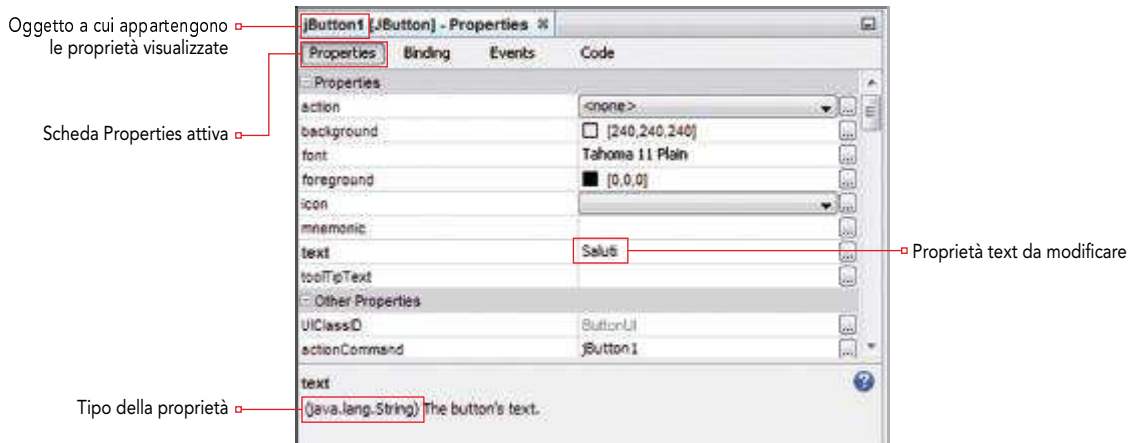 Oggetto a cui appartengono
le proprietà visualizzate
jButton1 [JButton] - Properties
Properties Binding Events Code
Scheda Properties attiva
Properties
action <none> ...
background [240,240,240] ...
font Tahoma 11 Plain ...
foreground [0,0,0] ...
icon ...
mnemonic ...
text Saluti ...
Proprietà text da modificare
toolTipText ...
Other Properties
UIClassID ButtonUI ...
actionCommand jButton1 ...
text
?
Tipo della proprietà
(java.lang.String) The button's text.